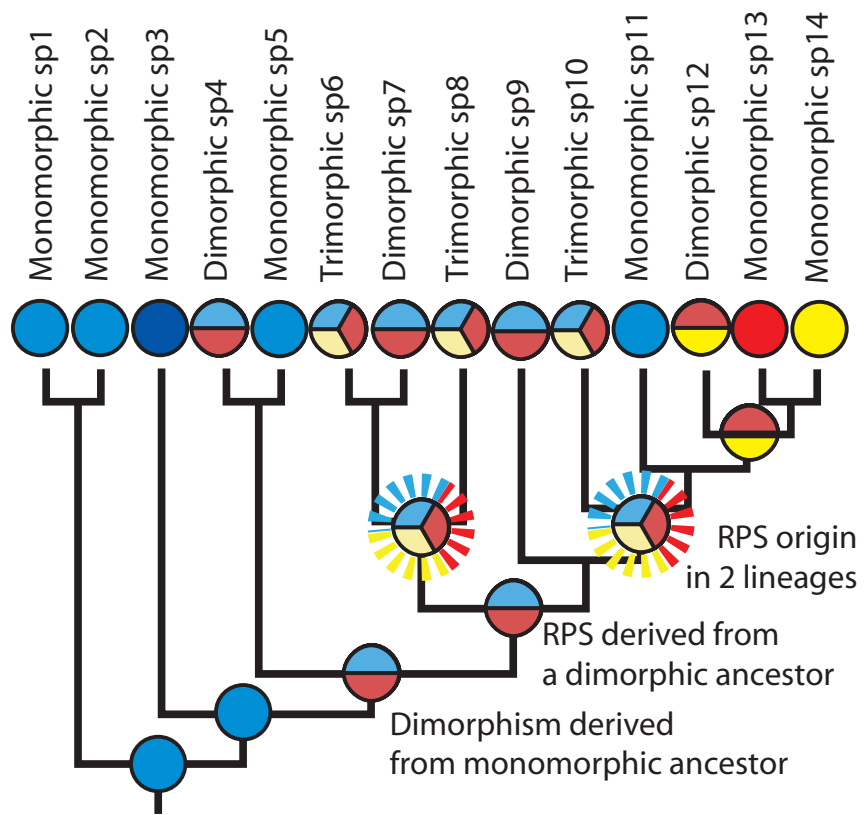 Monomorphic sp1
Monomorphic sp2
Monomorphic sp3
Dimorphic sp4
Monomorphic sp5
Trimorphic sp6
Dimorphic sp7
Trimorphic sp8
Dimorphic sp9
Trimorphic sp10
Monomorphic sp11
Dimorphic sp12
Monomorphic sp13
Monomorphic sp14
RPS origin
in 2 lineages
RPS derived from
a dimorphic ancestor
Dimorphism derived
from monomorphic ancestor